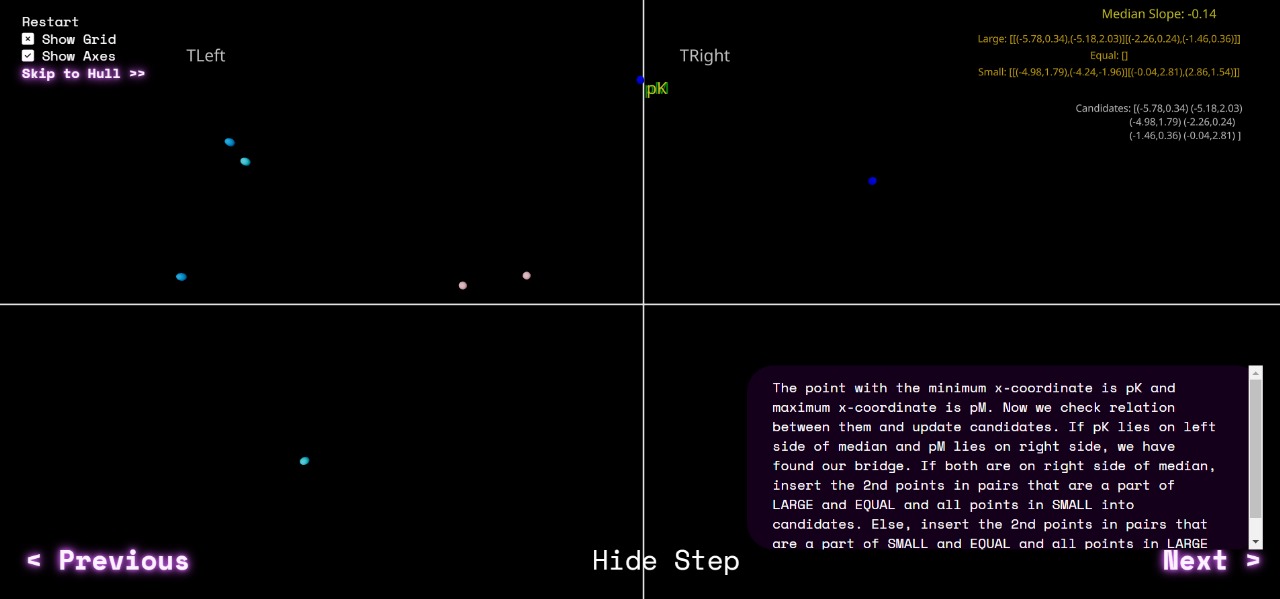 Restart
Show Grid
Show Axes
Skip to Hull >>
TLeft
TRight
Median Slope: -0.14
Large: [[(-5.78,0.34),(-5.18,2.03)][(-2.26,0.24),(-1.46,0.36)]]
Equal: []
Small: [[(-4.98,1.79),(-4.24,-1.96)][(-0.04,2.81),(2.86,1.54)]]
Candidates: [(-5.78,0.34) (-5.18,2.03)
(-4.98,1.79) (-2.26,0.24)
(-1.46,0.36) (-0.04,2.81) ]
The point with the minimum x-coordinate is pK and
maximum x-coordinate is pM. Now we check relation
between them and update candidates. If pK lies on left
side of median and pM lies on right side, we have
found our bridge. If both are on right side of median,
insert the 2nd points in pairs that are a part of
LARGE and EQUAL and all points in SMALL into
candidates. Else, insert the 2nd points in pairs that
are a part of SMALL and EQUAL and all points in LARGE
< Previous
Hide Step
Next >